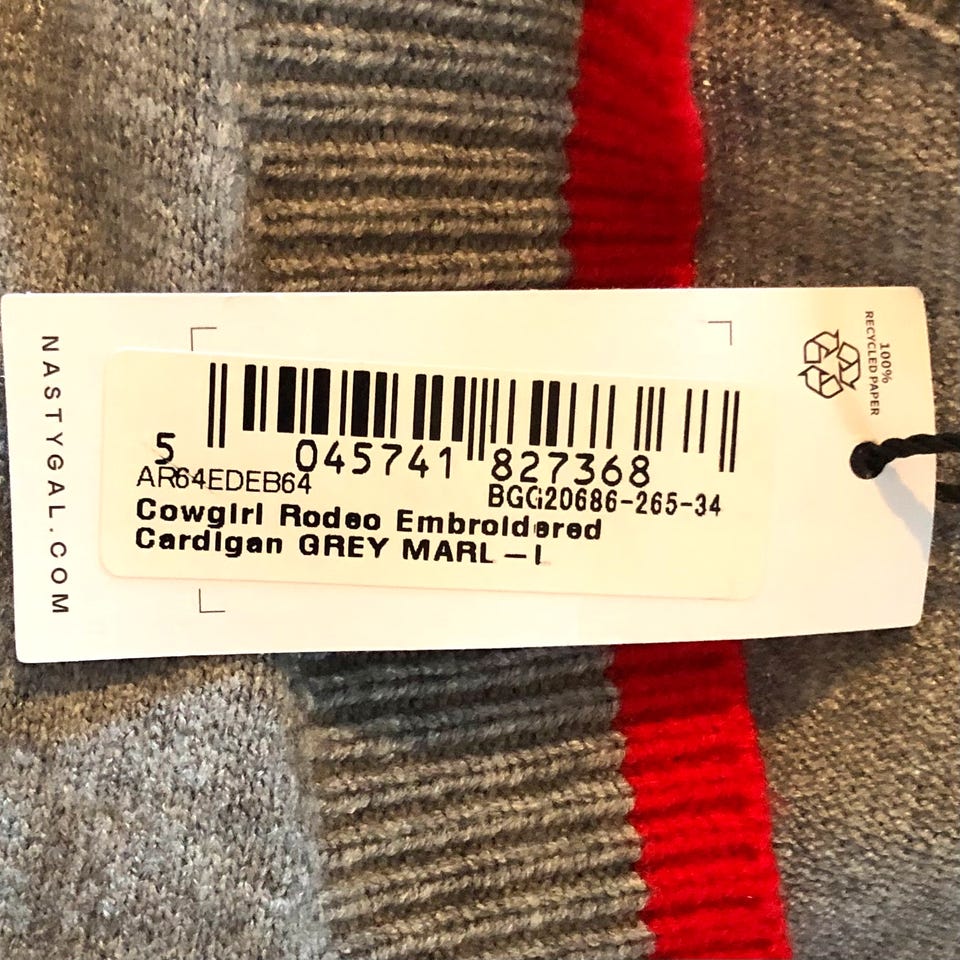 NASTYGAL.COM
100%
RECYCLED PAPER
5 045741 827368
AR64EDEB64
BGG20686-265-34
Cowgirl Rodeo Embroidered
Cardigan GREY MARL –